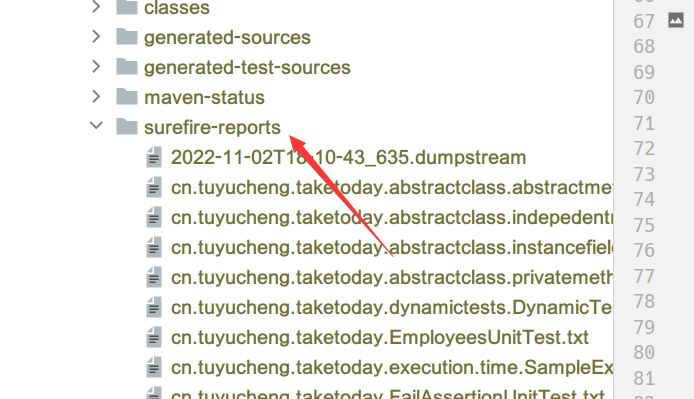 classes
generated-sources
generated-test-sources
maven-status
surefire-reports
2022-11-02T18-10-43_635.dumpstream
cn.tuyucheng.taketoday.abstractclass.abstractme
cn.tuyucheng.taketoday.abstractclass.indepedent
cn.tuyucheng.taketoday.abstractclass.instancefiel
cn.tuyucheng.taketoday.abstractclass.privatemeth
cn.tuyucheng.taketoday.dynamictests.DynamicTe
cn.tuyucheng.taketoday.EmployeesUnitTest.txt
cn.tuyucheng.taketoday.execution.time.SampleEx
cn.tuyucheng.taketoday.FailAssertionUnitTest.txt
67
68
69
70
71
72
73
74
75
76
77
78
79
80
81